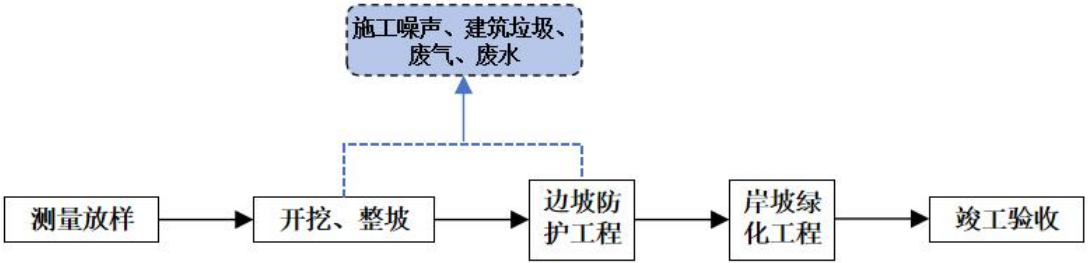 施工噪声、建筑垃圾、
废气、废水
测量放样
开挖、整坡
边坡防
护工程
岸坡绿
化工程
竣工验收